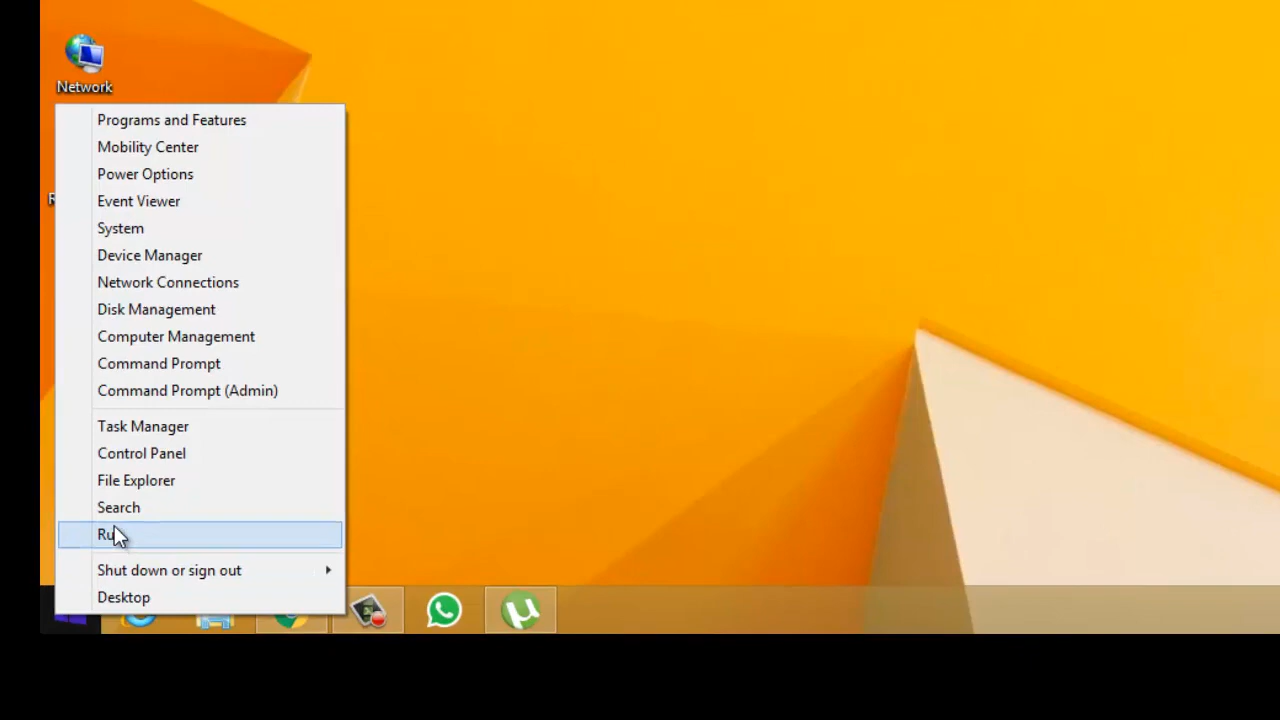 Network
Programs and Features
Mobility Center
Power Options
Event Viewer
System
Device Manager
Network Connections
Disk Management
Computer Management
Command Prompt
Command Prompt (Admin)
Task Manager
Control Panel
File Explorer
Search
Ru
Shut down or sign out
Desktop